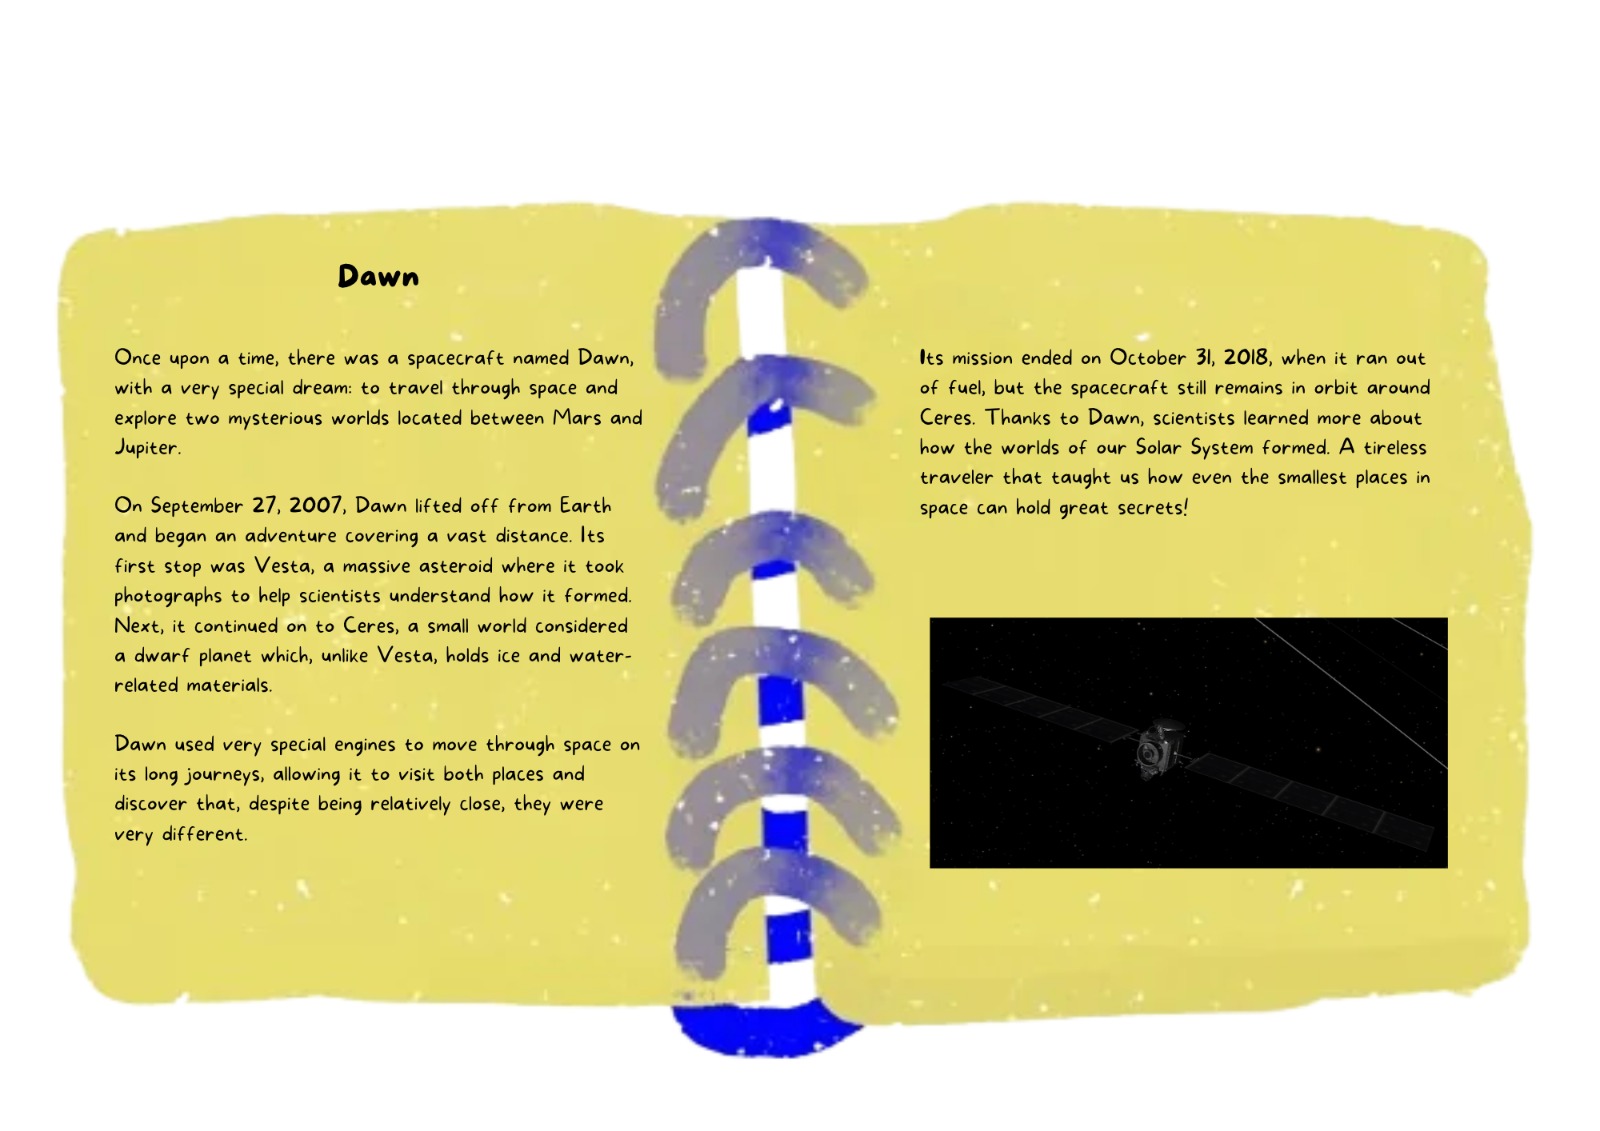 Dawn
Once upon a time, there was a spacecraft named Dawn,
with a very special dream: to travel through space and
explore two mysterious worlds located between Mars and
Jupiter.
On September 27, 2007, Dawn lifted off from Earth
and began an adventure covering a vast distance. Its
first stop was Vesta, a massive asteroid where it took
photographs to help scientists understand how it formed.
Next, it continued on to Ceres, a small world considered
a dwarf planet which, unlike Vesta, holds ice and water-
related materials.
Dawn used very special engines to move through space on
its long journeys, allowing it to visit both places and
discover that, despite being relatively close, they were
very different.
Its mission ended on October 31, 2018, when it ran out
of fuel, but the spacecraft still remains in orbit around
Ceres. Thanks to Dawn, scientists learned more about
how the worlds of our Solar System formed. A tireless
traveler that taught us how even the smallest places in
space can hold great secrets!